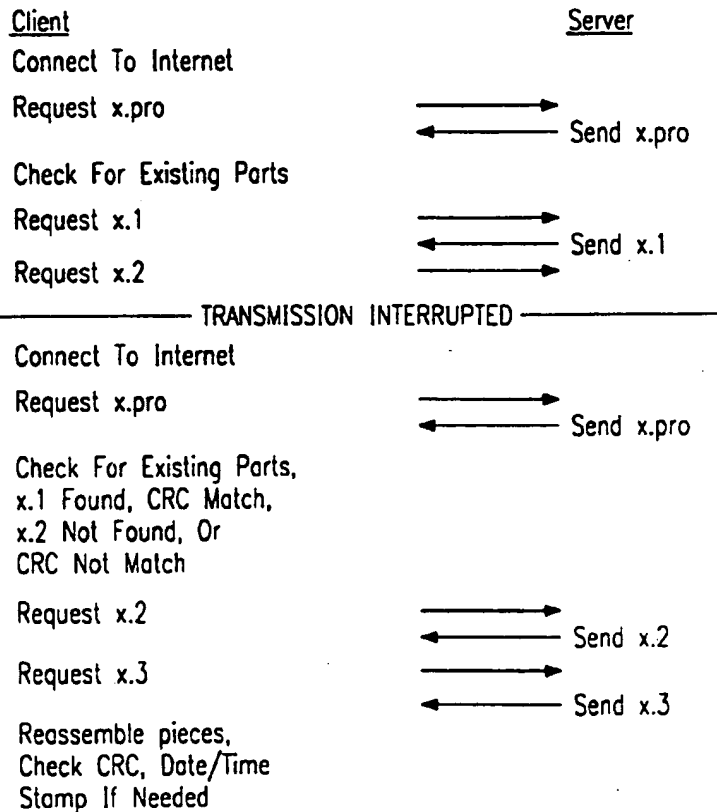 Client Server
Connect To Internet
Request x.pro
Send x.pro
Check For Existing Parts
Request x.1
Send x.1
Request x.2
TRANSMISSION INTERRUPTED
Connect To Internet
Request x.pro
Send x.pro
Check For Existing Parts,
x.1 Found, CRC Match,
x.2 Not Found, Or
CRC Not Match
Request x.2
Send x.2
Request x.3
Send x.3
Reassemble pieces,
Check CRC, Date/Time
Stamp If Needed